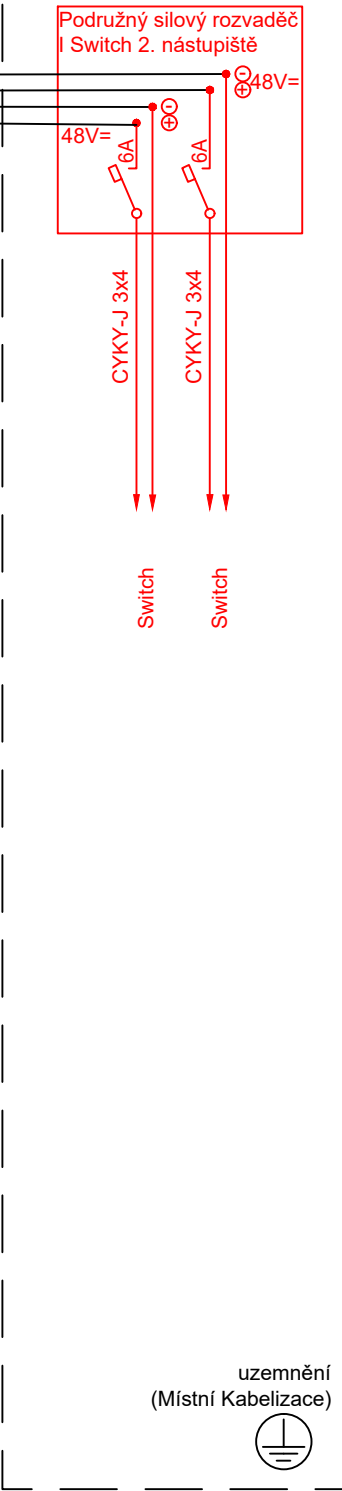 Podružný silový rozvaděč
I Switch 2. nástupiště
48V=
48V=
6A
6A
CYKY-J 3x4
CYKY-J 3x4
Switch
Switch
uzemnění
(Místní Kabelizace)